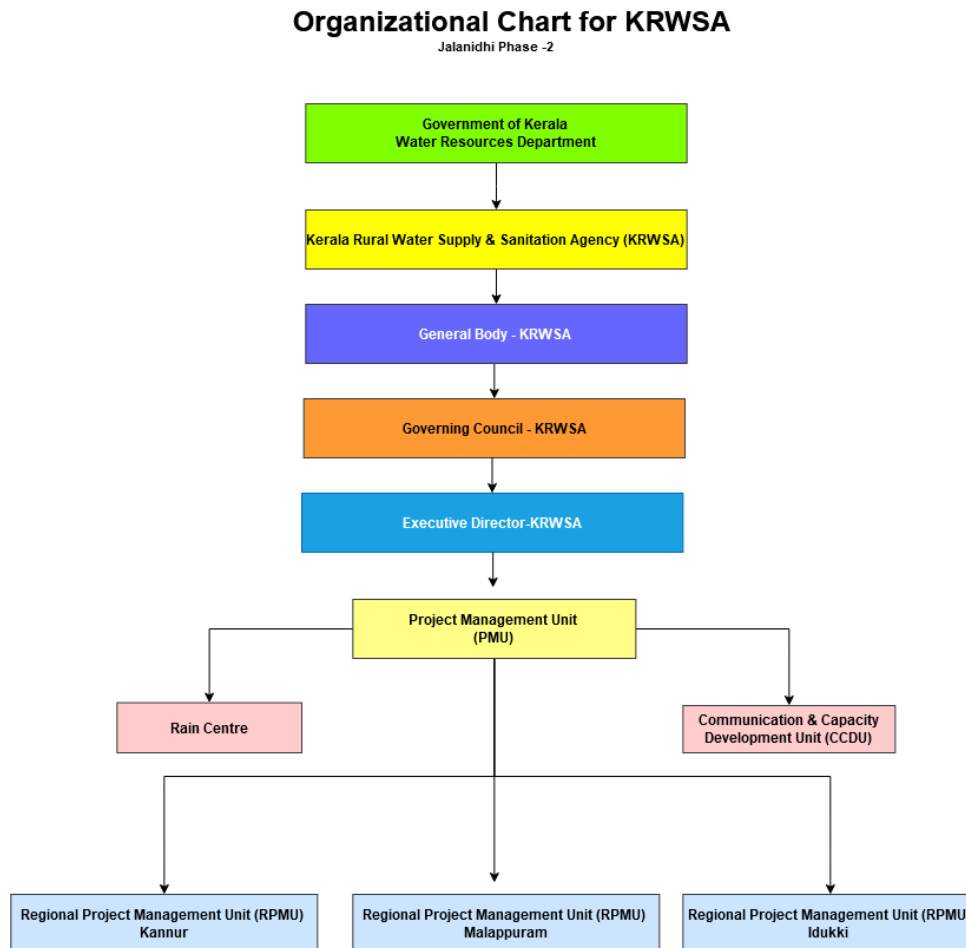 Organizational Chart for KRWSA
Jalanidhi Phase -2
Government of Kerala
Water Resources Department
Kerala Rural Water Supply & Sanitation Agency (KRWSA)
General Body - KRWSA
Governing Council - KRWSA
Executive Director-KRWSA
Project Management Unit
(PMU)
Rain Centre
Communication & Capacity
Development Unit (CCDU)
Regional Project Management Unit (RPMU)
Kannur
Regional Project Management Unit (RPMU)
Malappuram
Regional Project Management Unit (RPMU
Idukki